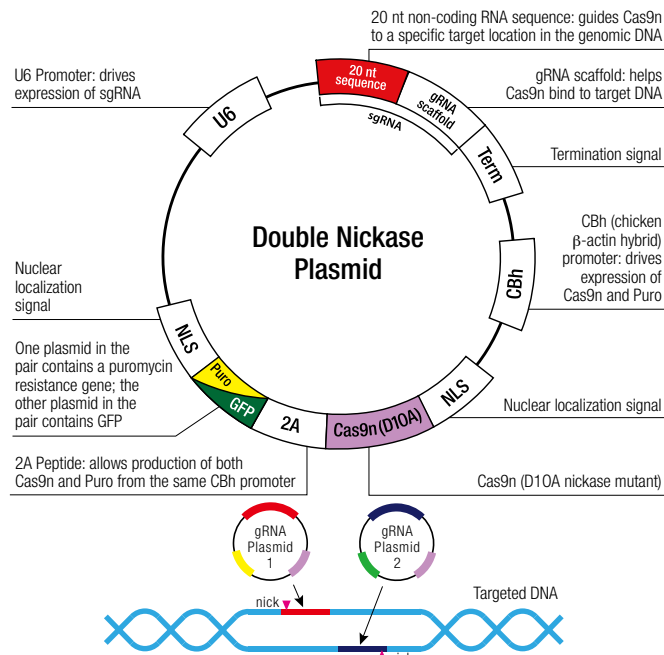 20 nt non-coding RNA sequence: guides Cas9n
to a specific target location in the genomic DNA
U6 Promoter: drives
expression of sgRNA
gRNA scaffold: helps
Cas9n bind to target DNA
20 nt
sequence
gRNA
scaffold
sgRNA
U6
Term
Termination signal
Double Nickase
Plasmid
CBh (chicken
β-actin hybrid)
promoter: drives
expression of
Cas9n and Puro
CBh
Nuclear
localization
signal
NLS
One plasmid in the
pair contains a puromycin
resistance gene; the
other plasmid in the
pair contains GFP
Puro
GFP
2A
Cas9n (D10A)
NLS
Nuclear localization signal
2A Peptide: allows production of both
Cas9n and Puro from the same CBh promoter
Cas9n (D10A nickase mutant)
gRNA
Plasmid
1
gRNA
Plasmid
2
Targeted DNA
nick